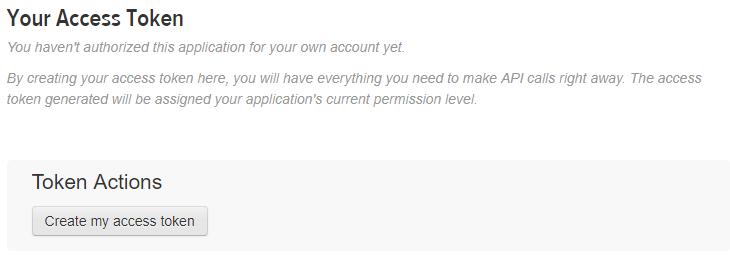 Your Access Token
You haven't authorized this application for your own account yet.
By creating your access token here, you will have everything you need to make API calls right away. The access
token generated will be assigned your application's current permission level.
Token Actions
Create my access token